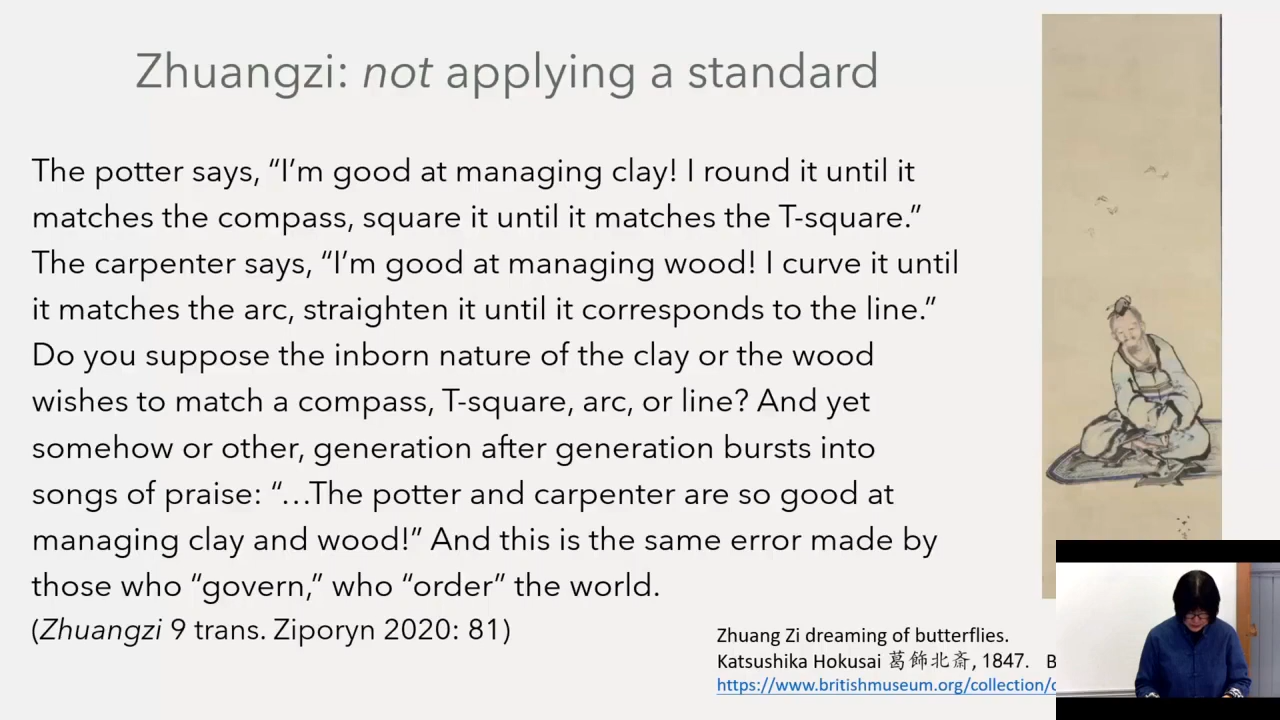 Zhuangzi: not applying a standard
The potter says, “I’m good at managing clay! I round it until it
matches the compass, square it until it matches the T-square.”
The carpenter says, “I’m good at managing wood! I curve it until
it matches the arc, straighten it until it corresponds to the line.”
Do you suppose the inborn nature of the clay or the wood
wishes to match a compass, T-square, arc, or line? And yet
somehow or other, generation after generation bursts into
songs of praise: “…The potter and carpenter are so good at
managing clay and wood!” And this is the same error made by
those who “govern,” who “order” the world.
(Zhuangzi 9 trans. Ziporyn 2020: 81)
Zhuang Zi dreaming of butterflies.
Katsushika Hokusai 葛飾北斎, 1847. B
https://www.britishmuseum.org/collection/